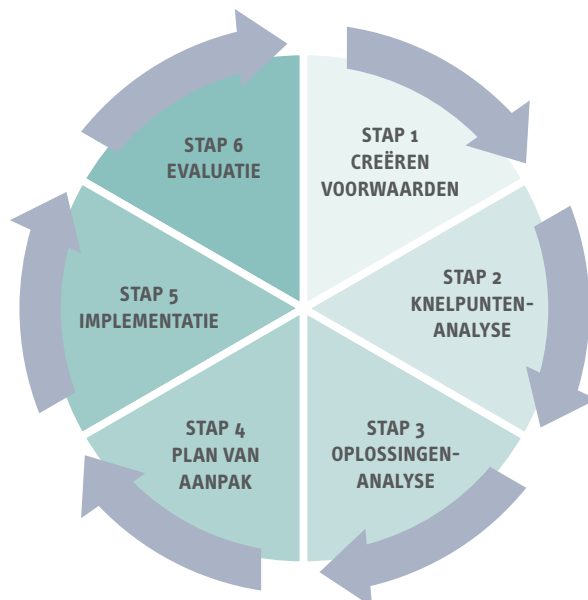 STAP 1
CREËREN
VOORWAARDEN
STAP 2
KNELPUNTEN-
ANALYSE
STAP 3
OPLOSSINGEN-
ANALYSE
STAP 4
PLAN VAN
AANPAK
STAP 5
IMPLEMENTATIE
STAP 6
EVALUATIE